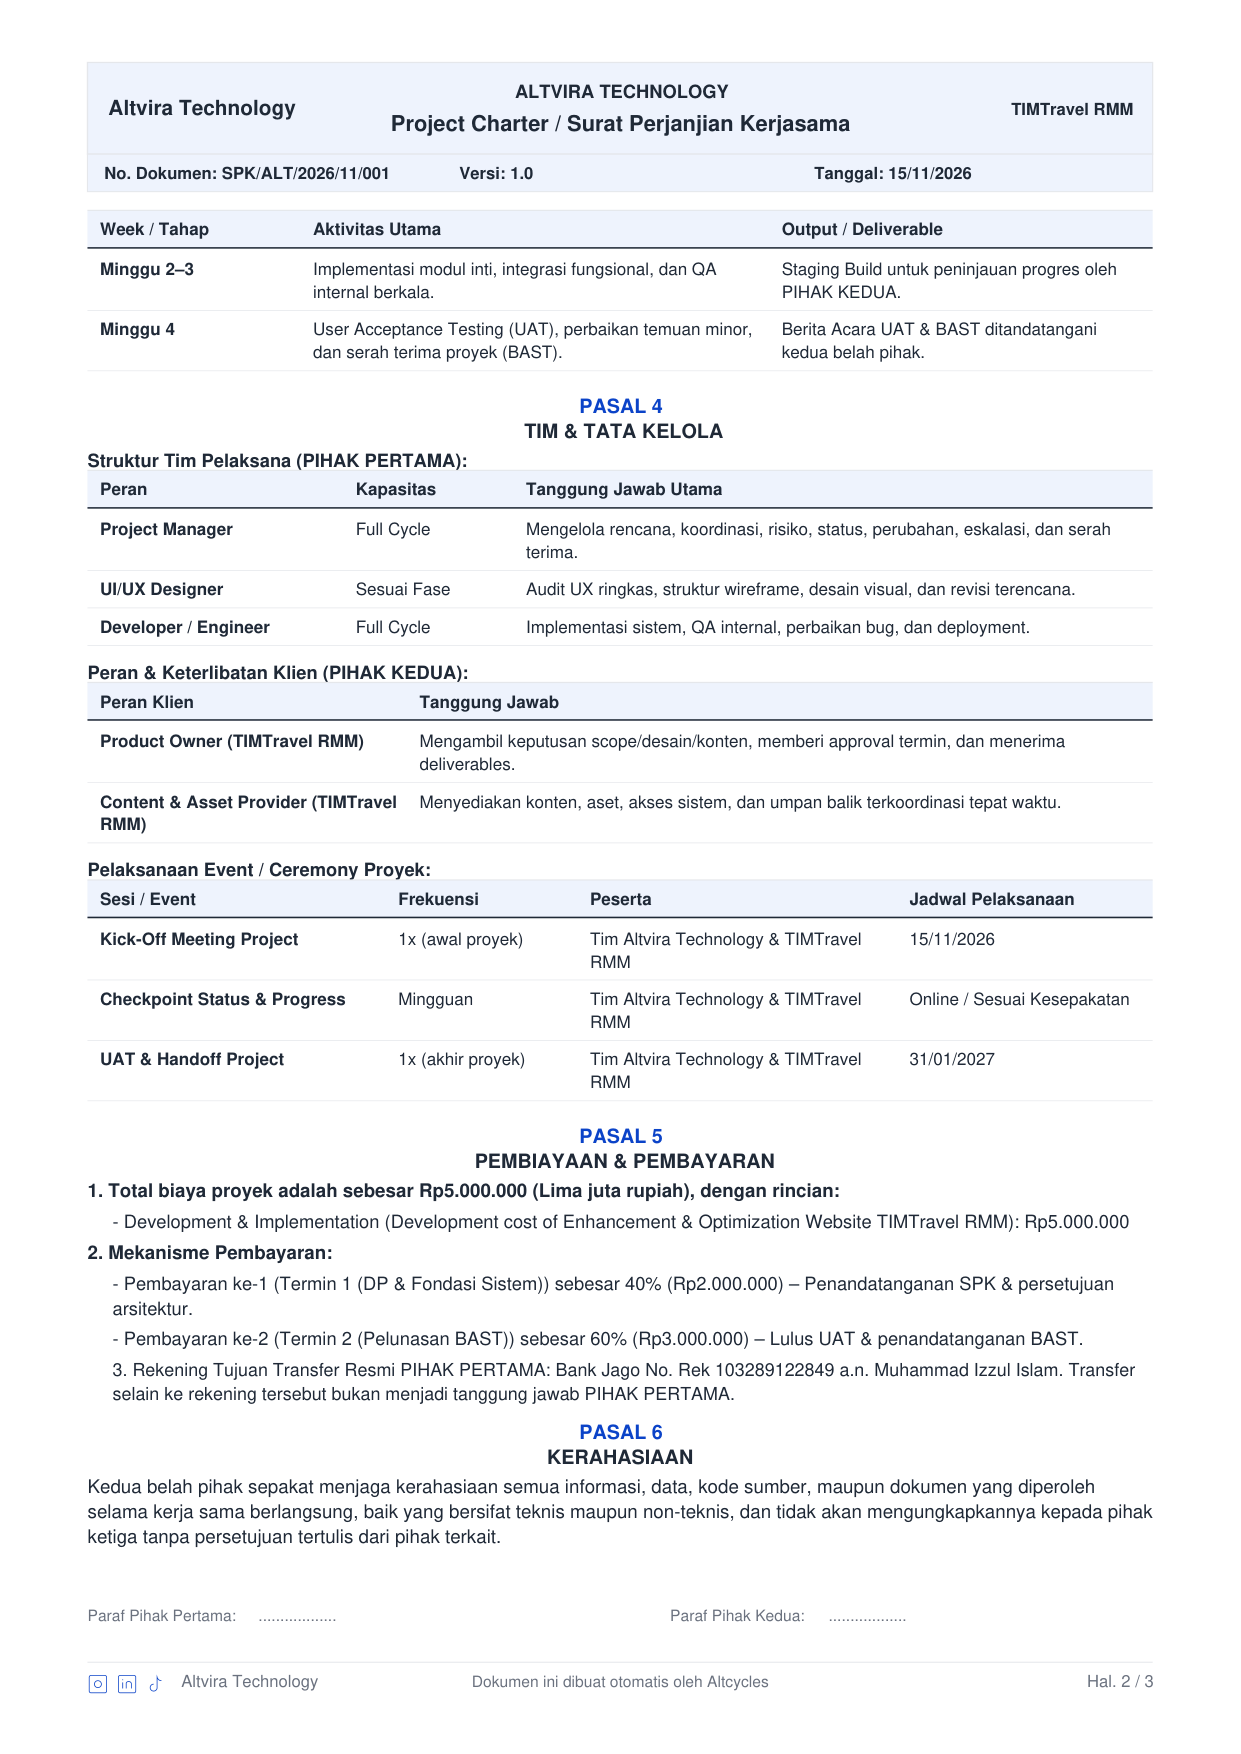 Altvira Technology
ALTVIRA TECHNOLOGY
Project Charter / Surat Perjanjian Kerjasama
TIMTravel RMM
No. Dokumen: SPK/ALT/2026/11/001 Versi: 1.0 Tanggal: 15/11/2026
Week / Tahap Aktivitas Utama Output / Deliverable
Minggu 2–3 Implementasi modul inti, integrasi fungsional, dan QA Staging Build untuk peninjauan progres oleh
internal berkala. PIHAK KEDUA.
Minggu 4 User Acceptance Testing (UAT), perbaikan temuan minor, Berita Acara UAT & BAST ditandatangani
dan serah terima proyek (BAST). kedua belah pihak.
PASAL 4
TIM & TATA KELOLA
Struktur Tim Pelaksana (PIHAK PERTAMA):
Peran Kapasitas Tanggung Jawab Utama
Project Manager Full Cycle Mengelola rencana, koordinasi, risiko, status, perubahan, eskalasi, dan serah
terima.
UI/UX Designer Sesuai Fase Audit UX ringkas, struktur wireframe, desain visual, dan revisi terencana.
Developer / Engineer Full Cycle Implementasi sistem, QA internal, perbaikan bug, dan deployment.
Peran & Keterlibatan Klien (PIHAK KEDUA):
Peran Klien Tanggung Jawab
Product Owner (TIMTravel RMM) Mengambil keputusan scope/desain/konten, memberi approval termin, dan menerima
deliverables.
Content & Asset Provider (TIMTravel Menyediakan konten, aset, akses sistem, dan umpan balik terkoordinasi tepat waktu.
RMM)
Pelaksanaan Event / Ceremony Proyek:
Sesi / Event Frekuensi Peserta Jadwal Pelaksanaan
Kick-Off Meeting Project 1x (awal proyek) Tim Altvira Technology & TIMTravel 15/11/2026
RMM
Checkpoint Status & Progress Mingguan Tim Altvira Technology & TIMTravel Online / Sesuai Kesepakatan
RMM
UAT & Handoff Project 1x (akhir proyek) Tim Altvira Technology & TIMTravel 31/01/2027
RMM
PASAL 5
PEMBIAYAAN & PEMBAYARAN
1. Total biaya proyek adalah sebesar Rp5.000.000 (Lima juta rupiah), dengan rincian:
- Development & Implementation (Development cost of Enhancement & Optimization Website TIMTravel RMM): Rp5.000.000
2. Mekanisme Pembayaran:
- Pembayaran ke-1 (Termin 1 (DP & Fondasi Sistem)) sebesar 40% (Rp2.000.000) – Penandatanganan SPK & persetujuan
arsitektur.
- Pembayaran ke-2 (Termin 2 (Pelunasan BAST)) sebesar 60% (Rp3.000.000) – Lulus UAT & penandatanganan BAST.
3. Rekening Tujuan Transfer Resmi PIHAK PERTAMA: Bank Jago No. Rek 103289122849 a.n. Muhammad Izzul Islam. Transfer
selain ke rekening tersebut bukan menjadi tanggung jawab PIHAK PERTAMA.
PASAL 6
KERAHASIAAN
Kedua belah pihak sepakat menjaga kerahasiaan semua informasi, data, kode sumber, maupun dokumen yang diperoleh
selama kerja sama berlangsung, baik yang bersifat teknis maupun non-teknis, dan tidak akan mengungkapkannya kepada pihak
ketiga tanpa persetujuan tertulis dari pihak terkait.
Paraf Pihak Pertama: .................. Paraf Pihak Kedua: ..................
Altvira Technology Dokumen ini dibuat otomatis oleh Altcycles Hal. 2 / 3